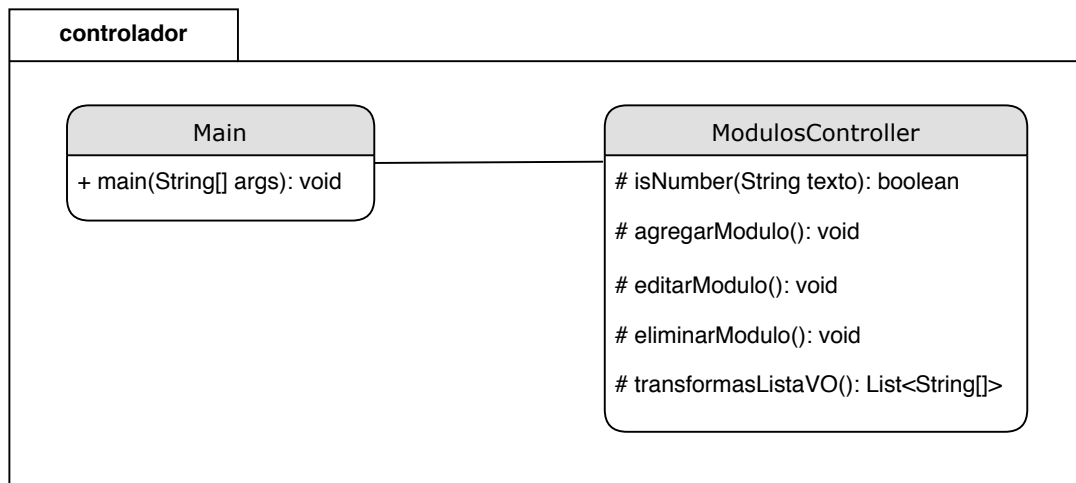 controlador
Main
+ main(String[] args): void
ModulosController
# isNumber(String texto): boolean
# agregarModulo(): void
# editarModulo(): void
# eliminarModulo(): void
# transformasListaVO(): List<String[]>